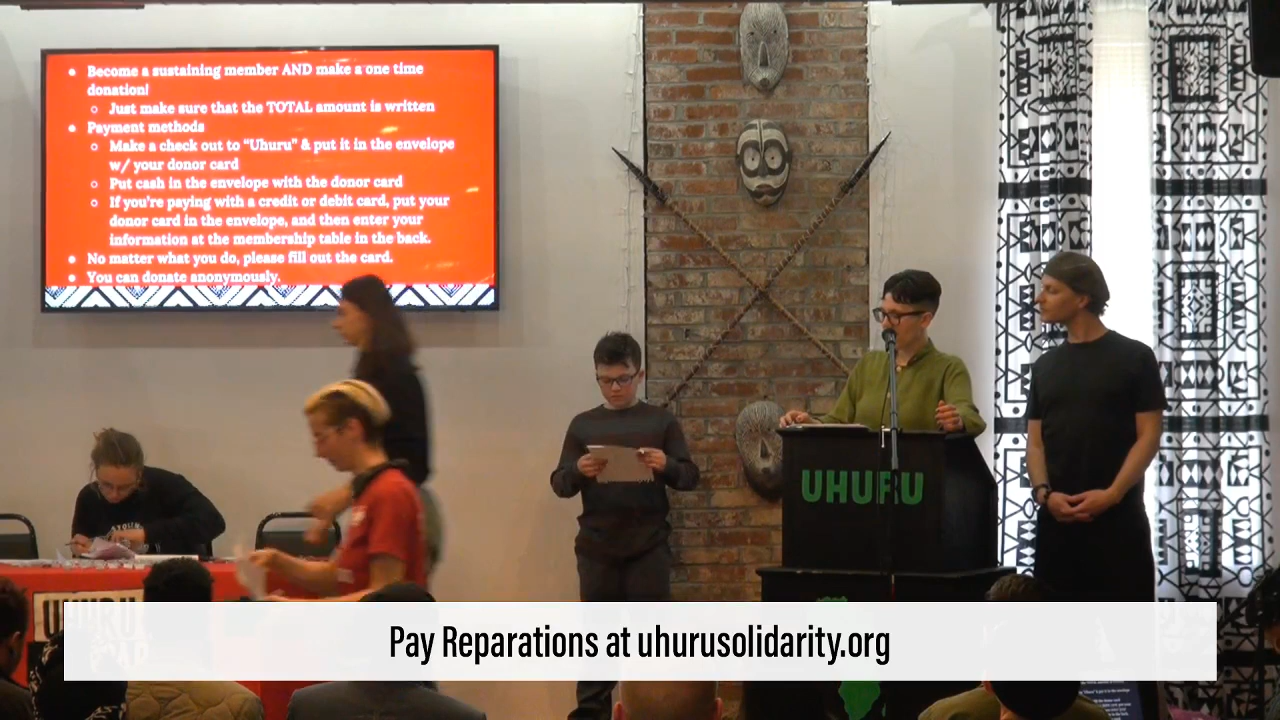 • Become a sustaining member AND make a one time
donation!
○ Just make sure that the TOTAL amount is written
• Payment methods
○ Make a check out to “Uhuru” & put it in the envelope
w/ your donor card
○ Put cash in the envelope with the donor card
○ If you're paying with a credit or debit card, put your
donor card in the envelope, and then enter your
information at the membership table in the back.
• No matter what you do, please fill out the card.
• You can donate anonymously.
UHURU
UHURU
Pay Reparations at uhurusolidarity.org